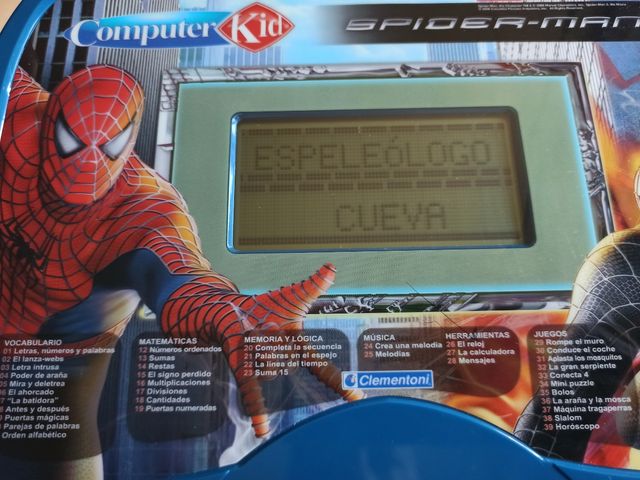 Computer Kid
SPIDER-MAN
ESPELEóLOGO
CUEVA
VOCABULARIO
01 Letras, números y palabras
02 El lanza-webs
03 Letra intrusa
04 Poder de araña
05 Mira y deletrea
06 El ahorcado
"La batidora"
Antes y después
Puertas mágicas
Parejas de palabras
Orden alfabético
MATEMÁTICAS
12 Números ordenados
13 Sumas
14 Restas
15 El signo perdido
16 Multiplicaciones
17 Divisiones
18 Cantidades
19 Puertas numeradas
MEMORIA Y LÓGICA
20 Completa la secuencia
21 Palabras en el espejo
22 La línea del tiempo
23 Suma 15
MÚSICA
24 Crea una melodía
25 Melodías
HERRAMIENTAS
26 El reloj
27 La calculadora
28 Mensajes
JUEGOS
29 Rompe el muro
30 Conduce el coche
31 Aplasta los mosquitos
32 La gran serpiente
33 Conecta 4
34 Mini puzzle
35 Bolos
36 La araña y la mosca
37 Máquina tragaperras
38 Slalom
39 Horóscopo
Clementoni